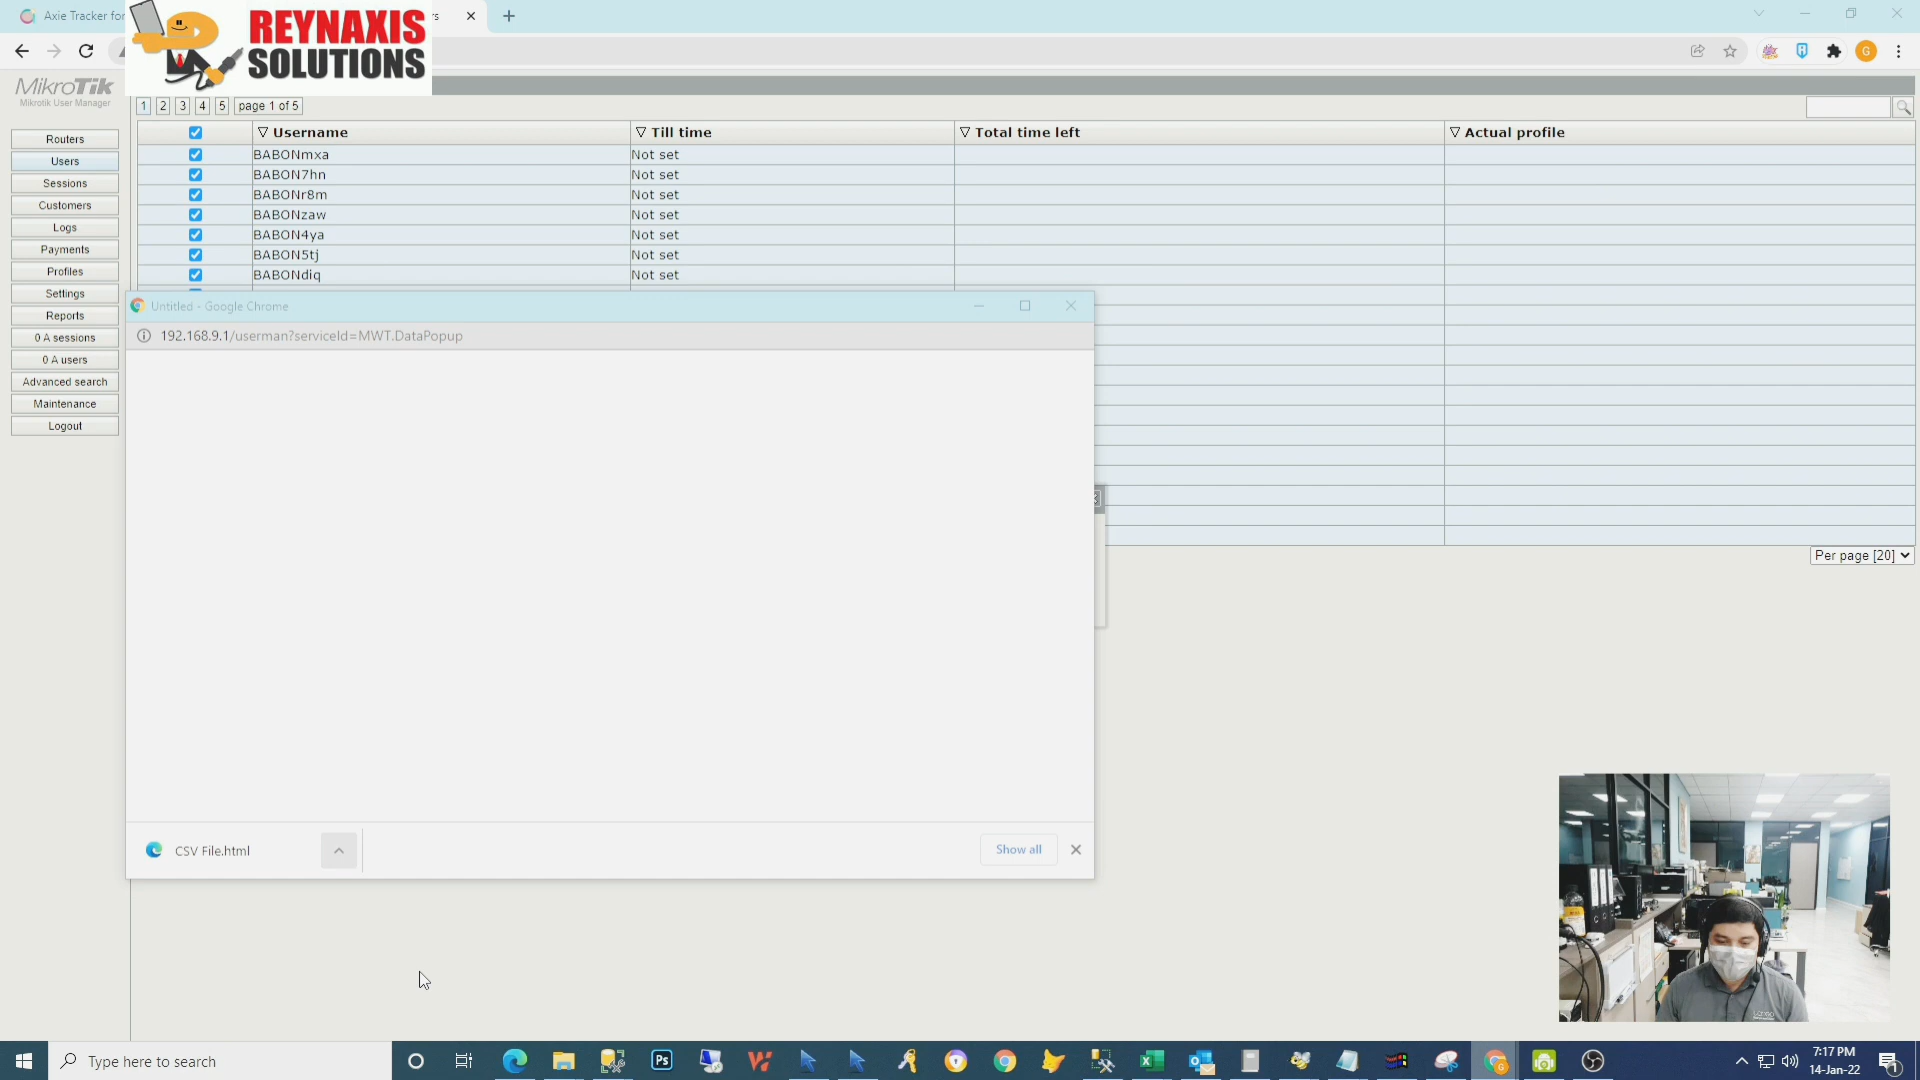 Axie Tracker for
rs
REYNAXIS
SOLUTIONS
G
MikroTik
Mikrotik User Manager
1 2 3 4 5 page 1 of 5
Username Till time Total time left Actual profile
BABONmxa Not set
BABON7hn Not set
BABONr8m Not set
BABONzaw Not set
BABON4ya Not set
BABON5tj Not set
BABONdiq Not set
Routers
Users
Sessions
Customers
Logs
Payments
Profiles
Settings
Reports
0 A sessions
0 A users
Advanced search
Maintenance
Logout
Untitled - Google Chrome
192.168.9.1/userman?serviceId=MWT.DataPopup
Per page [20]
CSV File.html
Show all
Type here to search
Ps
7:17 PM
14-Jan-22
1